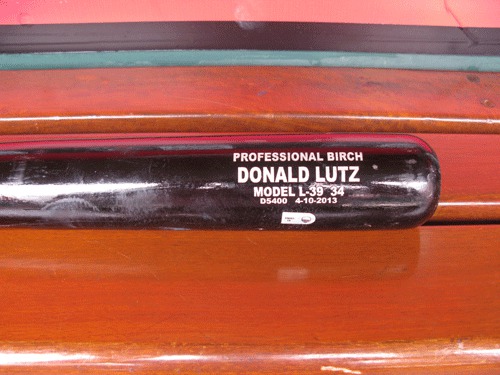 PROFESSIONAL BIRCH
DONALD LUTZ
MODEL L-39 34
D5400 4-10-2013